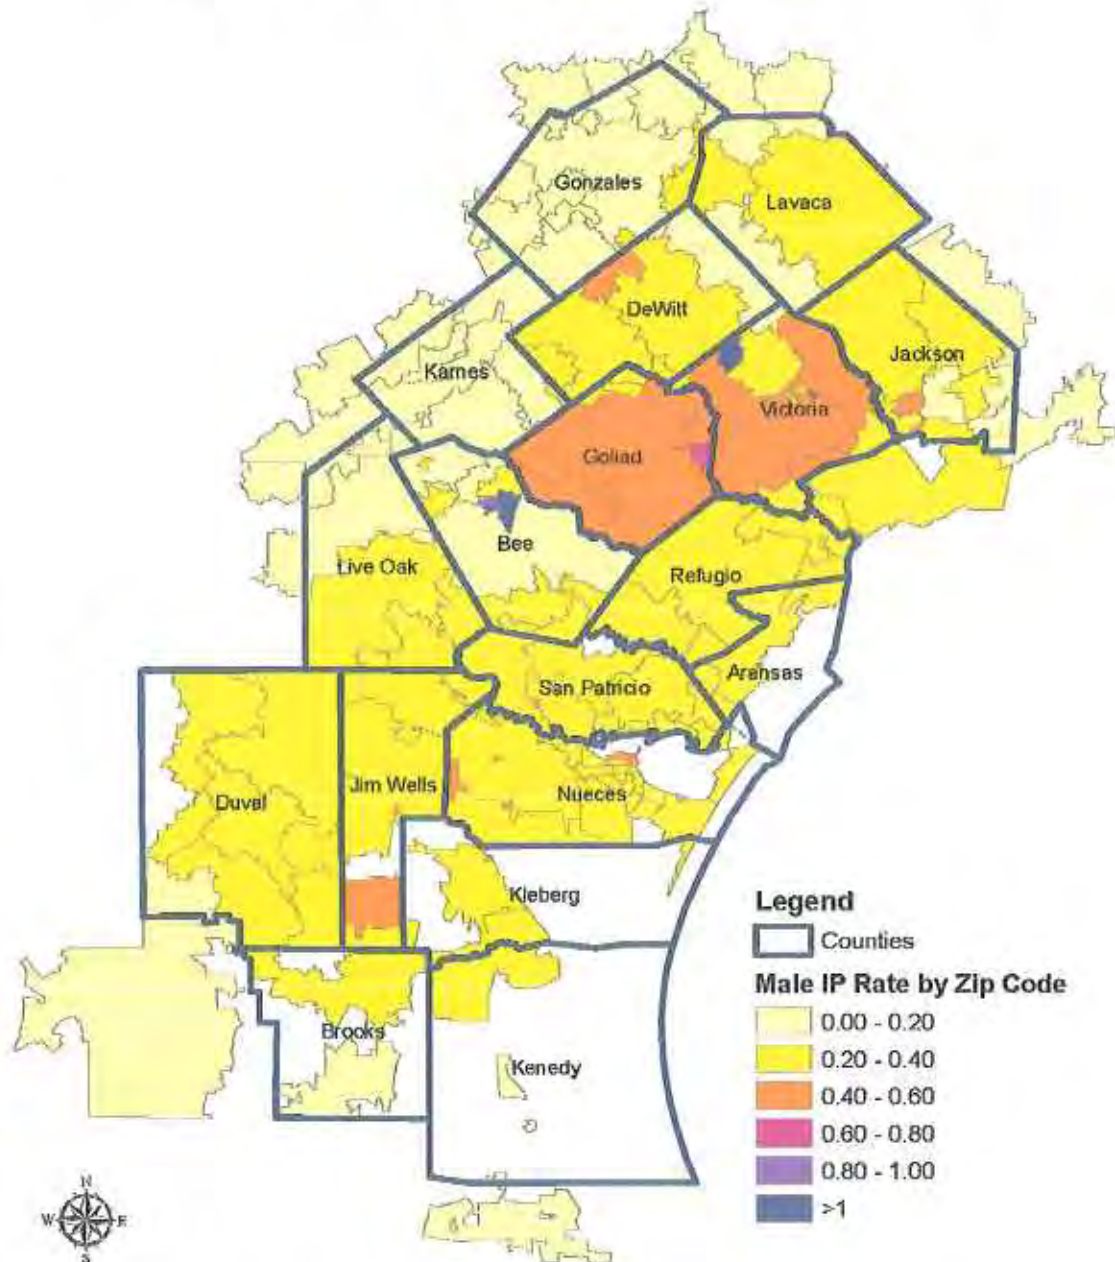 Gonzales
Lavaca
DeWitt
Jackson
Karnes
Victoria
Goliad
Bee
Live Oak
Refugio
Aransas
San Patricio
Jim Wells
Duval
Nueces
Kleberg
Legend
Counties
Male IP Rate by Zip Code
0.00 - 0.20
0.20 - 0.40
Brooks
0.40 - 0.60
Kenedy
0.60 - 0.80
0.80 - 1.00
>1
N
W E
S